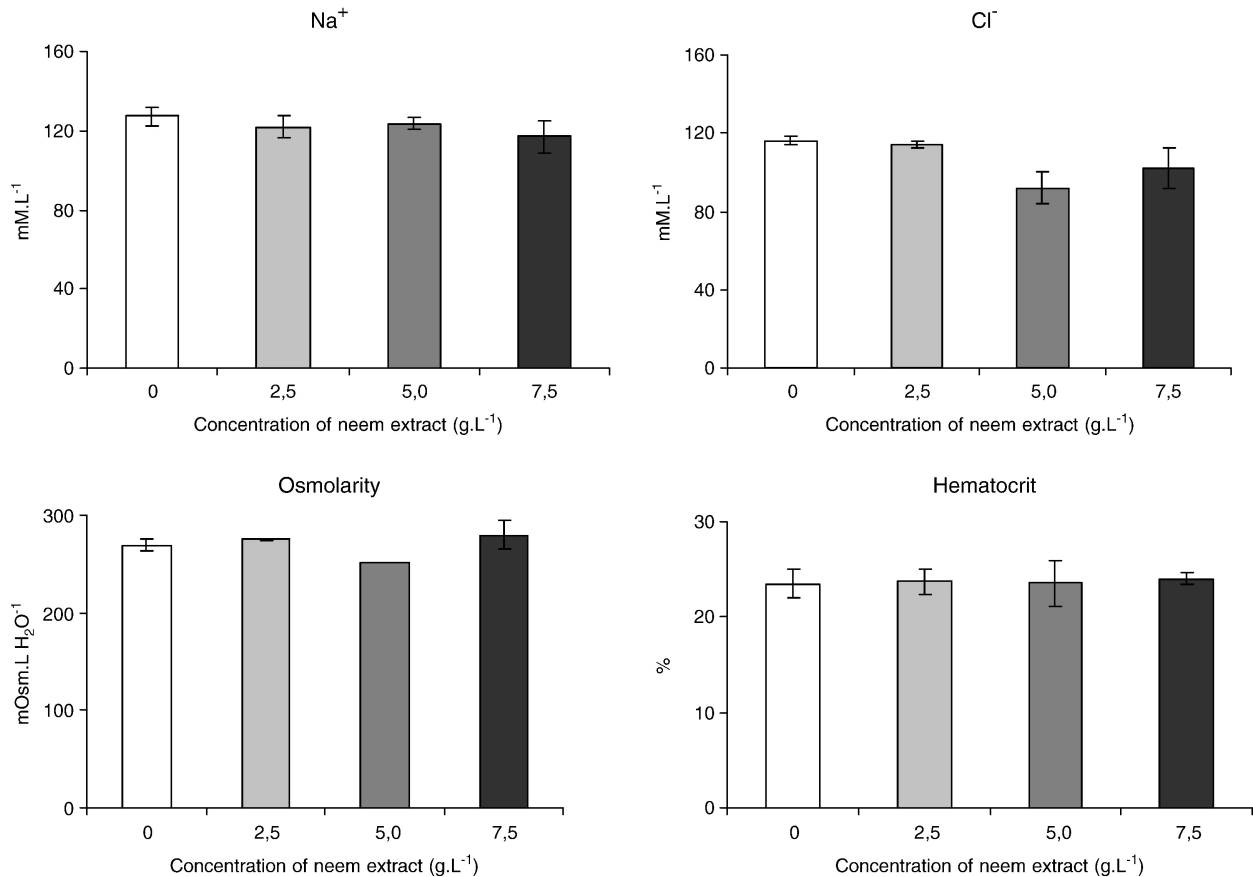 Na⁺
160
120
80
40
0
mM.L⁻¹
0 2,5 5,0 7,5
Concentration of neem extract (g.L⁻¹)
Cl⁻
160
120
80
40
0
mM.L⁻¹
0 2,5 5,0 7,5
Concentration of neem extract (g.L⁻¹)
Osmolarity
300
200
100
0
mOsm.L H₂O⁻¹
0 2,5 5,0 7,5
Concentration of neem extract (g.L⁻¹)
Hematocrit
30
20
10
0
%
0 2,5 5,0 7,5
Concentration of neem extract (g.L⁻¹)